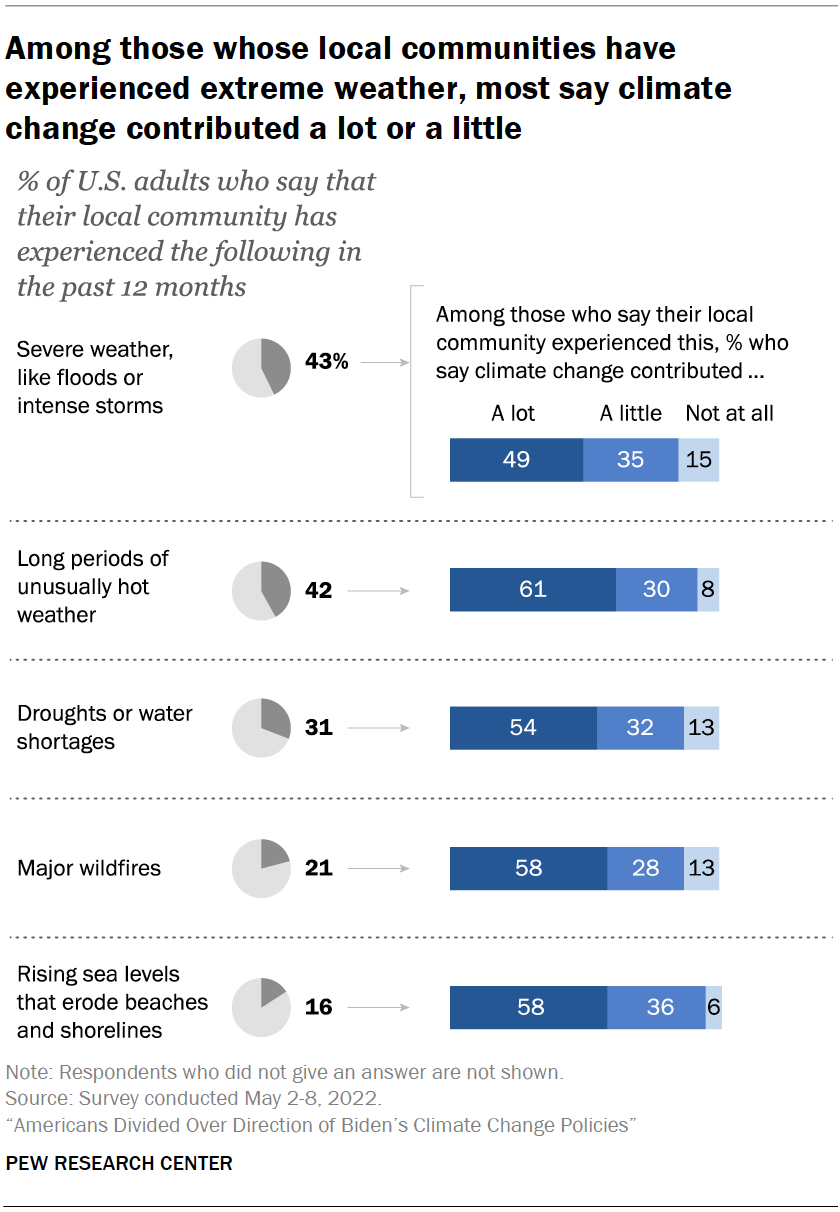 Among those whose local communities have
experienced extreme weather, most say climate
change contributed a lot or a little
% of U.S. adults who say that
their local community has
experienced the following in
the past 12 months
Severe weather,
like floods or
intense storms
43%
Among those who say their local
community experienced this, % who
say climate change contributed ...
A lot A little Not at all
49 35 15
Long periods of
unusually hot
weather
42
61 30 8
Droughts or water
shortages
31
54 32 13
Major wildfires
21
58 28 13
Rising sea levels
that erode beaches
and shorelines
16
58 36 6
Note: Respondents who did not give an answer are not shown.
Source: Survey conducted May 2-8, 2022.
“Americans Divided Over Direction of Biden’s Climate Change Policies”
PEW RESEARCH CENTER